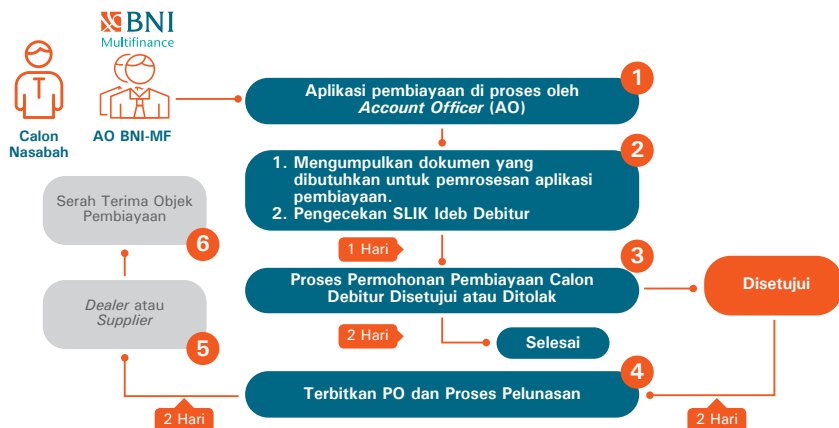 BNI
Multifinance
Calon
Nasabah
AO BNI-MF
1
Aplikasi pembiayaan di proses oleh
Account Officer (AO)
2
1. Mengumpulkan dokumen yang
dibutuhkan untuk pemrosesan aplikasi
pembiayaan.
2. Pengecekan SLIK Ideb Debitur
1 Hari
3
Proses Permohonan Pembiayaan Calon
Debitur Disetujui atau Ditolak
Disetujui
2 Hari
Selesai
4
Terbitkan PO dan Proses Pelunasan
2 Hari
2 Hari
Dealer atau
Supplier
5
Serah Terima Objek
Pembiayaan
6